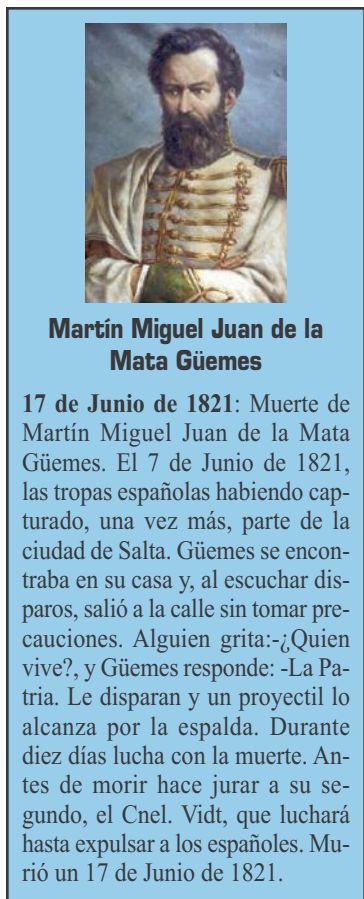 Martín Miguel Juan de la
Mata Güemes
17 de Junio de 1821: Muerte de
Martín Miguel Juan de la Mata
Güemes. El 7 de Junio de 1821,
las tropas españolas habiendo cap-
turado, una vez más, parte de la
ciudad de Salta. Güemes se encon-
traba en su casa y, al escuchar dis-
paros, salió a la calle sin tomar pre-
cauciones. Alguien grita:-¿Quien
vive?, y Güemes responde: -La Pa-
tria. Le disparan y un proyectil lo
alcanza por la espalda. Durante
diez días lucha con la muerte. An-
tes de morir hace jurar a su se-
gundo, el Cnel. Vidt, que luchará
hasta expulsar a los españoles. Mu-
rió un 17 de Junio de 1821.